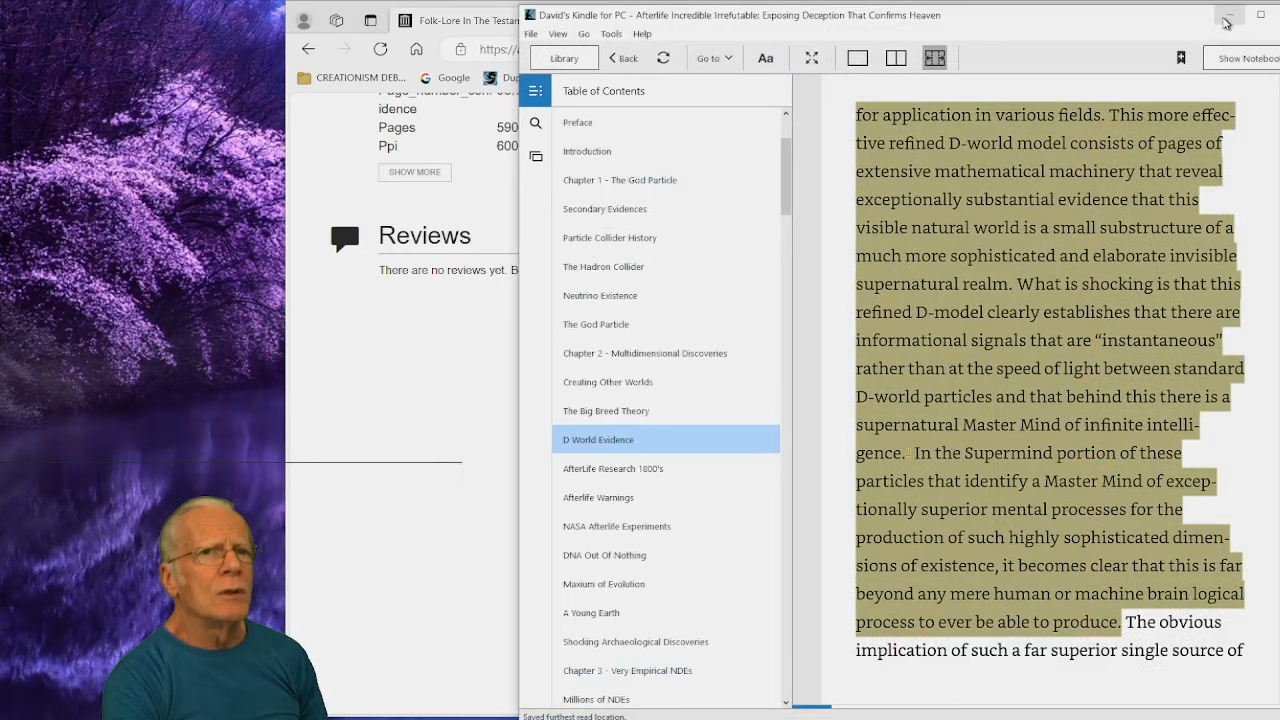 Folk-Lore In The Testan
https://a
CREATIONISM DEB...
Google
Dup
idence
Pages 590
Ppi 600
SHOW MORE
Reviews
There are no reviews yet. B
David's Kindle for PC - Afterlife Incredible Irrefutable: Exposing Deception That Confirms Heaven
File View Go Tools Help
Library
Back
Go to
Aa
Show Notebo
Table of Contents
Preface
Introduction
Chapter 1 - The God Particle
Secondary Evidences
Particle Collider History
The Hadron Collider
Neutrino Existence
The God Particle
Chapter 2 - Multidimensional Discoveries
Creating Other Worlds
The Big Breed Theory
D World Evidence
AfterLife Research 1800's
Afterlife Warnings
NASA Afterlife Experiments
DNA Out Of Nothing
Maxium of Evolution
A Young Earth
Shocking Archaeological Discoveries
Chapter 3 - Very Empirical NDEs
Millions of NDEs
Saved furthest read location.
for application in various fields. This more effec-
tive refined D-world model consists of pages of
extensive mathematical machinery that reveal
exceptionally substantial evidence that this
visible natural world is a small substructure of a
much more sophisticated and elaborate invisible
supernatural realm. What is shocking is that this
refined D-model clearly establishes that there are
informational signals that are “instantaneous”
rather than at the speed of light between standard
D-world particles and that behind this there is a
supernatural Master Mind of infinite intelli-
gence. In the Supermind portion of these
particles that identify a Master Mind of excep-
tionally superior mental processes for the
production of such highly sophisticated dimen-
sions of existence, it becomes clear that this is far
beyond any mere human or machine brain logical
process to ever be able to produce. The obvious
implication of such a far superior single source of